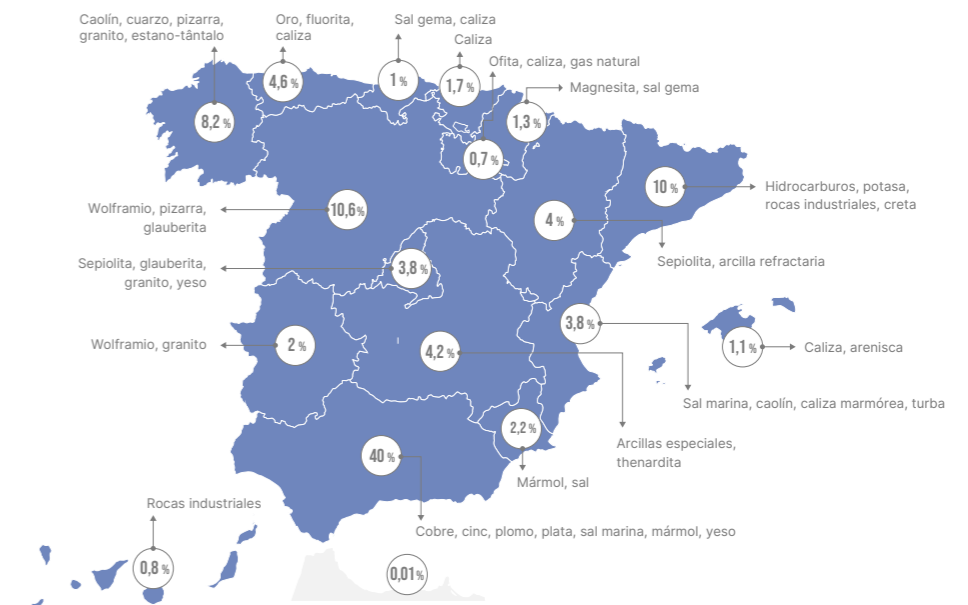 Caolín, cuarzo, pizarra,
granito, estano-tântalo
8,2 %
Oro, fluorita,
caliza
4,6 %
Sal gema, caliza
1 %
Caliza
1,7 %
Ofita, caliza, gas natural
0,7 %
Magnesita, sal gema
1,3 %
10 %
Hidrocarburos, potasa,
rocas industriales, creta
Wolframio, pizarra,
glauberita
10,6 %
4 %
Sepiolita, arcilla refractaria
Sepiolita, glauberita,
granito, yeso
3,8 %
3,8 %
Sal marina, caolín, caliza marmórea, turba
1,1 %
Caliza, arenisca
Wolframio, granito
2 %
4,2 %
Arcillas especiales,
thenardita
2,2 %
Mármol, sal
40 %
Cobre, cinc, plomo, plata, sal marina, mármol, yeso
Rocas industriales
0,8 %
0,01 %